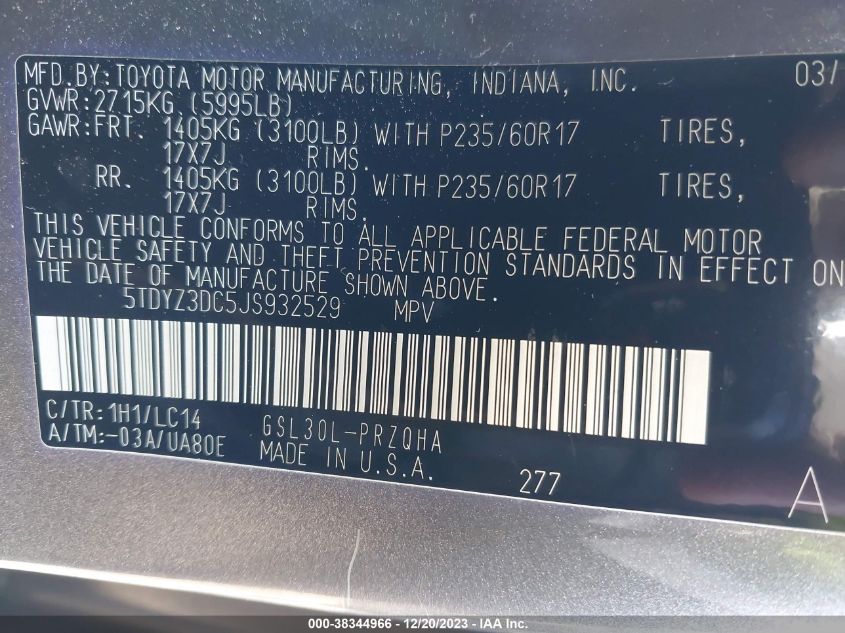 MFD.BY:TOYOTA MOTOR MANUFACTURING, INDIANA, INC. 03/
GVWR:2715KG (5995LB)
GAWR:FRT. 1405KG (3100LB) WITH P235/60R17 TIRES,
17X7J RIMS.
RR. 1405KG (3100LB) WITH P235/60R17 TIRES,
17X7J RIMS.
THIS VEHICLE CONFORMS TO ALL APPLICABLE FEDERAL MOTOR
VEHICLE SAFETY AND THEFT PREVENTION STANDARDS IN EFFECT ON
THE DATE OF MANUFACTURE SHOWN ABOVE.
5TDYZ3DC5JS932529 MPV
C/TR:1H1/LC14 GSL30L-PRZQHA
A/TM:-03A/UA80E MADE IN U.S.A. 277 A
000-38344966 - 12/20/2023 - IAA Inc.